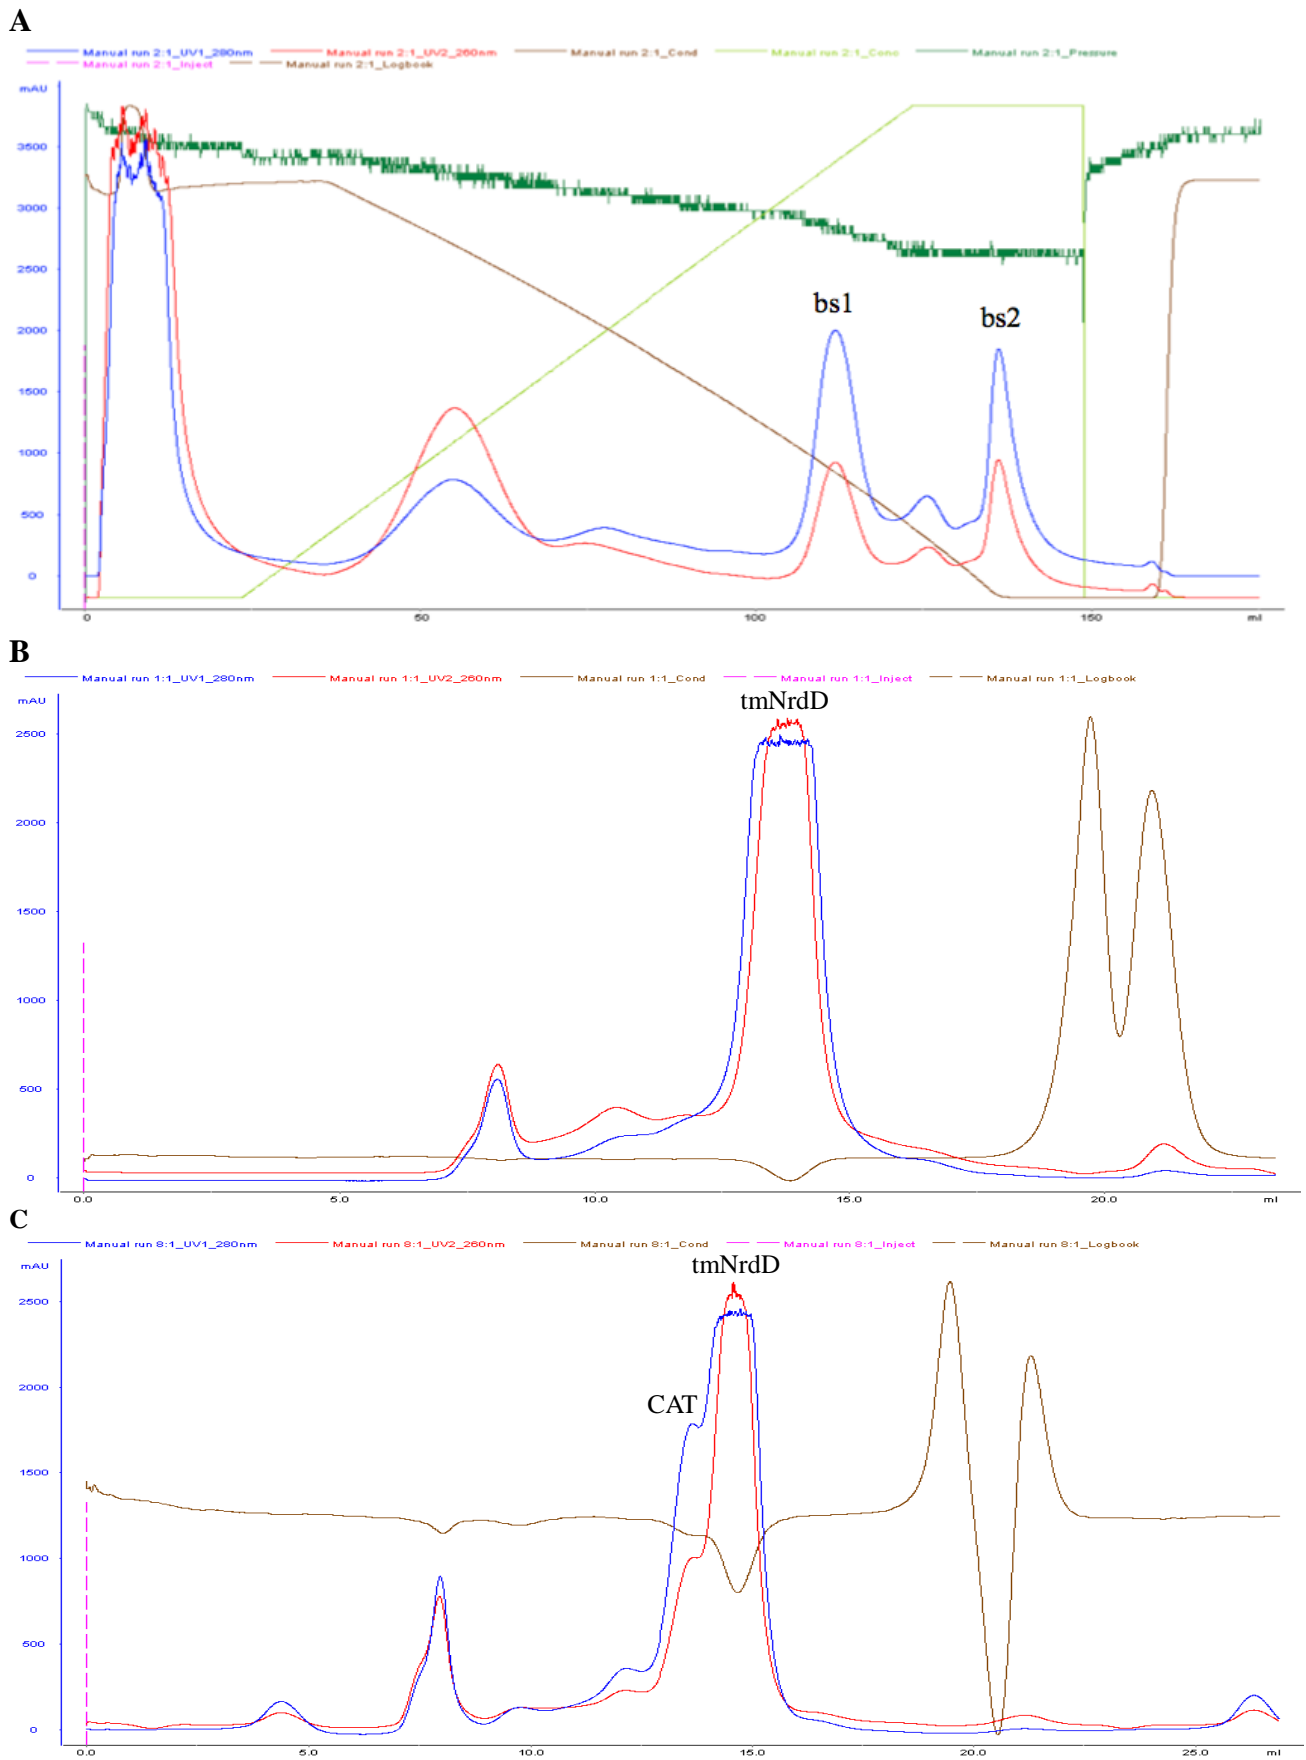 A
Manual run 2:1_UV1_280nm Manual run 2:1_UV2_260nm Manual run 2:1_Cond Manual run 2:1_Conc Manual run 2:1_Pressure
Manual run 2:1_Inject Manual run 2:1_Logbook
mAU
3500
3000
2500
bs1
bs2
2000
1500
1000
500
0
0 50 100 150 ml
B
Manual run 1:1_UV1_280nm Manual run 1:1_UV2_260nm Manual run 1:1_Cond Manual run 1:1_Inject Manual run 1:1_Logbook
mAU
tmNrdD
2500
2000
1500
1000
500
0
0.0 5.0 10.0 15.0 20.0 ml
C
Manual run 8:1_UV1_280nm Manual run 8:1_UV2_260nm Manual run 8:1_Cond Manual run 8:1_Inject Manual run 8:1_Logbook
mAU
tmNrdD
2500
2000
CAT
1500
1000
500
0
0.0 5.0 10.0 15.0 20.0 25.0 ml